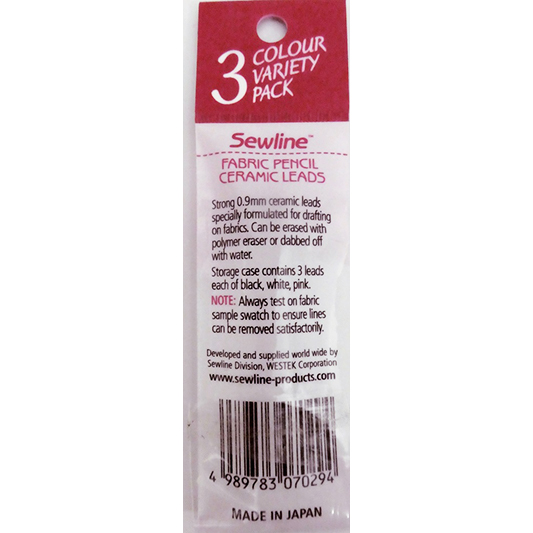 3 COLOUR
VARIETY
PACK
Sewline™
FABRIC PENCIL
CERAMIC LEADS
Strong 0.9mm ceramic leads
specially formulated for drafting
on fabrics. Can be erased with
polymer eraser or dabbed off
with water.
Storage case contains 3 leads
each of black, white, pink.
NOTE: Always test on fabric
sample swatch to ensure lines
can be removed satisfactorily.
Developed and supplied world wide by
Sewline Division, WESTEK Corporation
www.sewline-products.com
4 989783 070294
MADE IN JAPAN